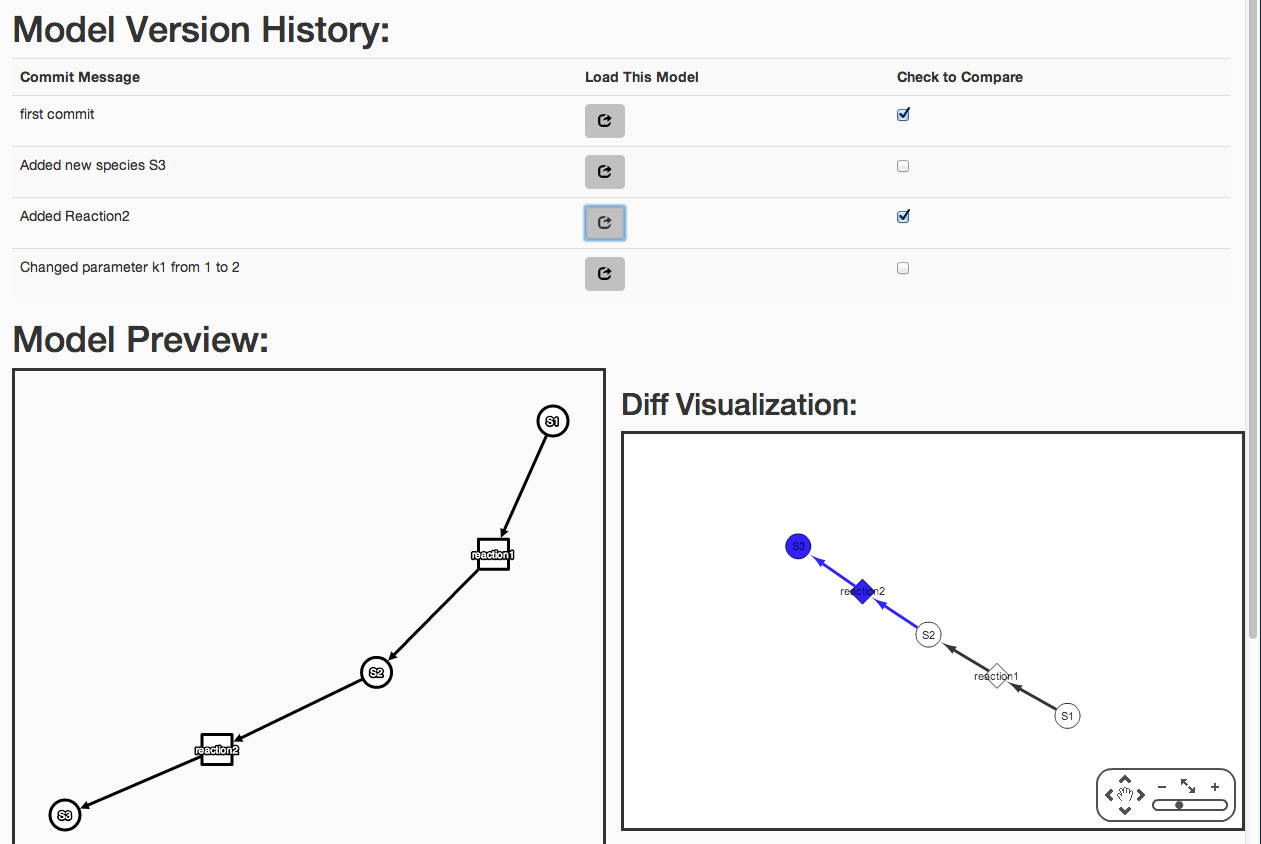 Model Version History:
Commit Message Load This Model Check to Compare
first commit
Added new species S3
Added Reaction2
Changed parameter k1 from 1 to 2
Model Preview:
S1
reaction1
S2
reaction2
S3
Diff Visualization:
S3
reaction2
S2
reaction1
S1